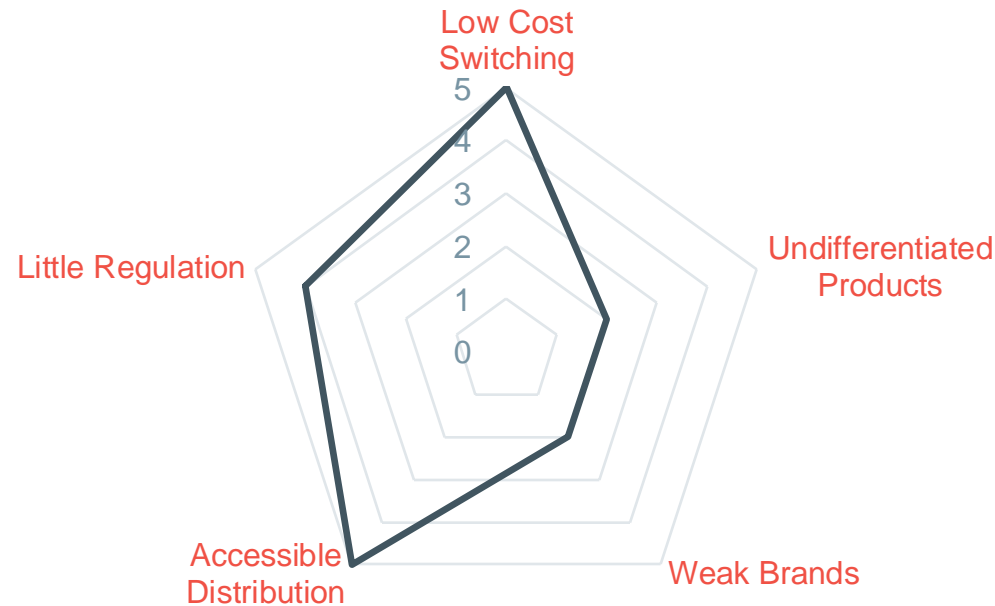 Low Cost
Switching
5
4
3
2
1
0
Undifferentiated
Products
Little Regulation
Accessible
Distribution
Weak Brands